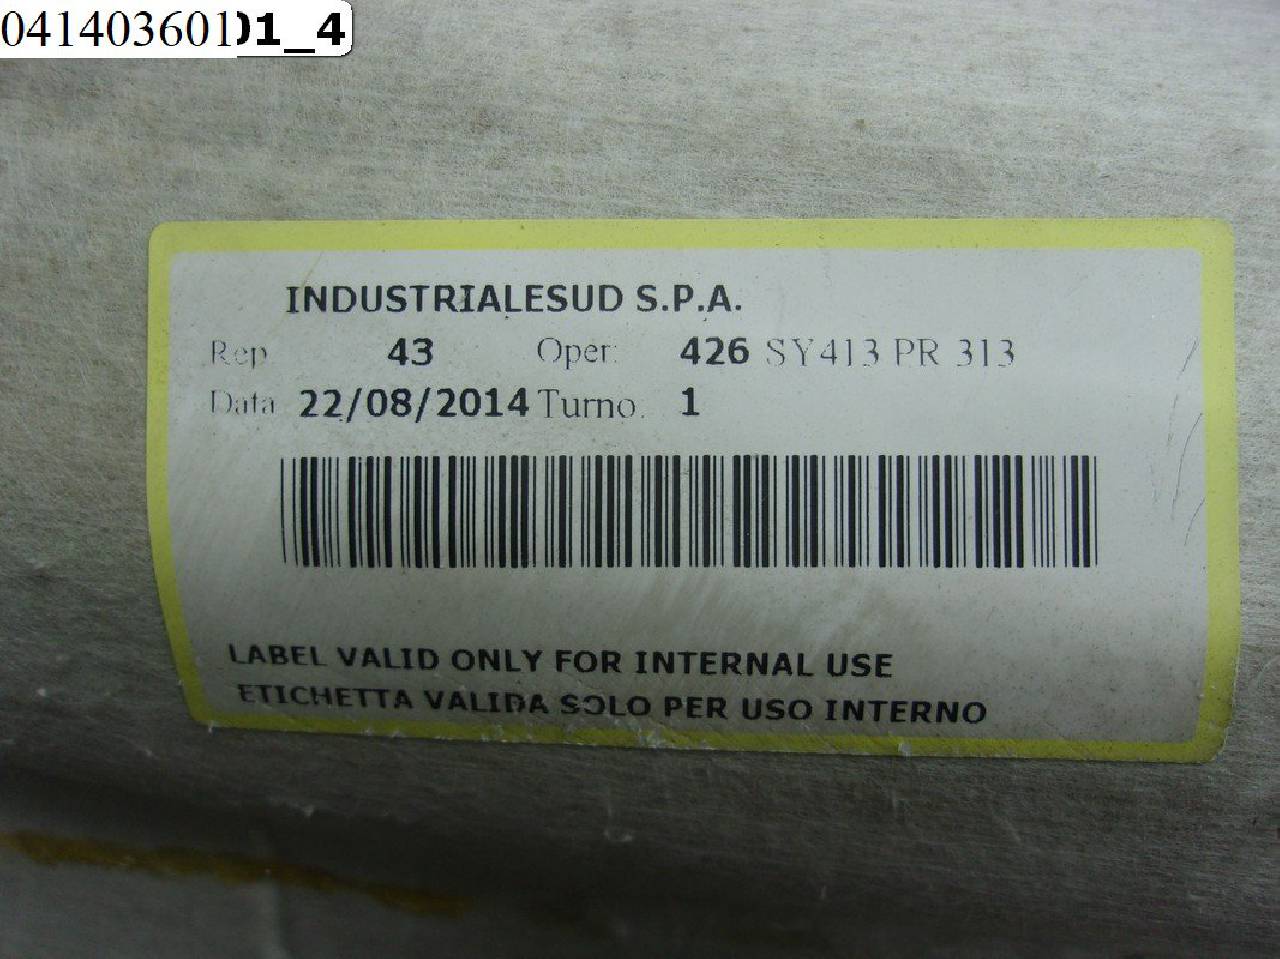 04140360101_4
INDUSTRIALESUD S.P.A.
Rep 43 Oper: 426 SY413 PR 313
Data 22/08/2014 Turno. 1
LABEL VALID ONLY FOR INTERNAL USE
ETICHETTA VALIDA SOLO PER USO INTERNO